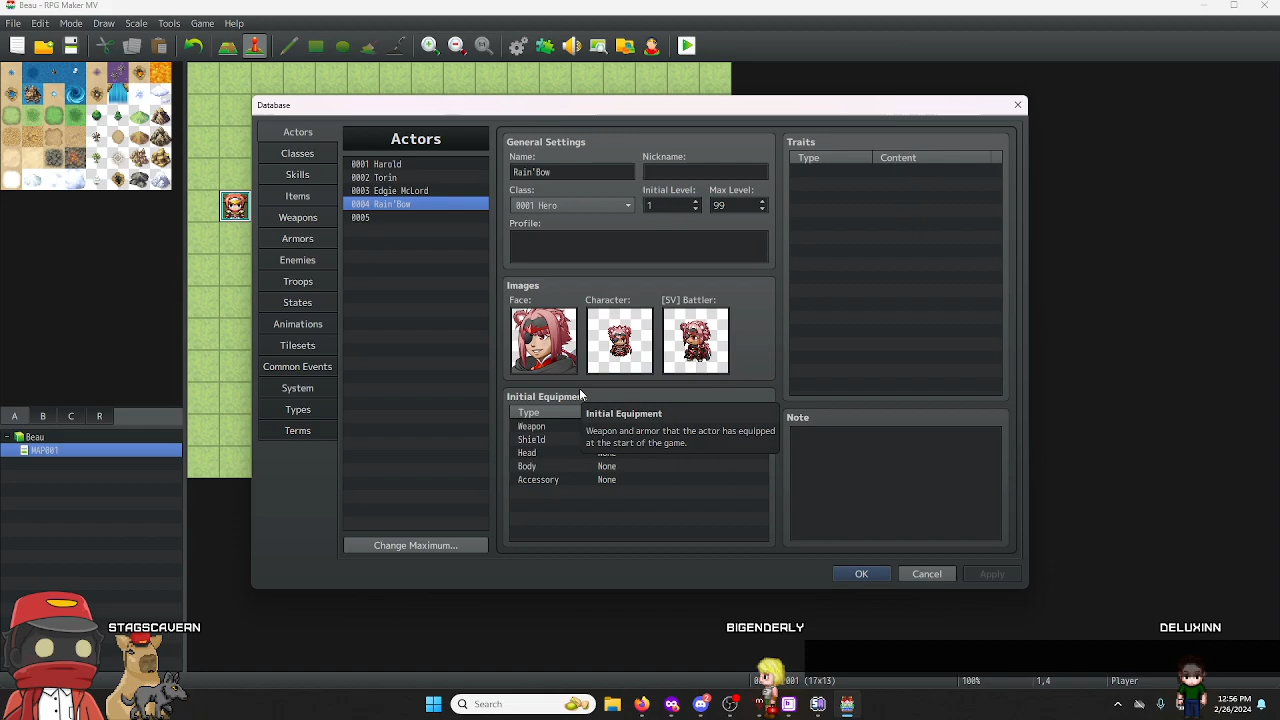 Beau - RPG Maker MV
File Edit Mode Draw Scale Tools Game Help
Database
Actors
Classes
Skills
Items
Weapons
Armors
Enemies
Troops
States
Animations
Tilesets
Common Events
System
Types
Terms
Actors
0001 Harold
0002 Torin
0003 Edgie McLord
0004 Rain'Bow
0005
Change Maximum...
General Settings
Name: Nickname:
Rain'Bow
Class: Initial Level: Max Level:
0001 Hero 1 99
Profile:
Images
Face: Character: [SV] Battler:
Initial Equipmen
Type
Weapon
Shield
Head None
Body None
Accessory None
Initial Equipment
Weapon and armor that the actor has equipped
at the start of the game.
Traits
Type Content
Note
OK Cancel Apply
A B C R
Beau
MAP001
STAGSCAVERN BIGENDERLY DELUXINN
001 (17x13) 100% 1,4 Player
Search
12:56 PM
2/26/2024